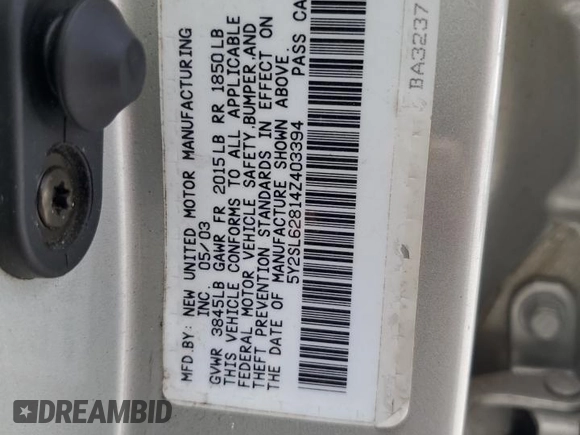 MFD.BY: NEW UNITED MOTOR MANUFACTURING
INC 05/03
GVWR 3845LB GAWR FR 2015LB RR 1850LB
THIS VEHICLE CONFORMS TO ALL APPLICABLE
FEDERAL MOTOR VEHICLE SAFETY,BUMPER,AND
THEFT PREVENTION STANDARDS IN EFFECT ON
THE DATE OF MANUFACTURE SHOWN ABOVE.
5Y2SL62814Z403394 PASS CA
BA3237
DREAMBID